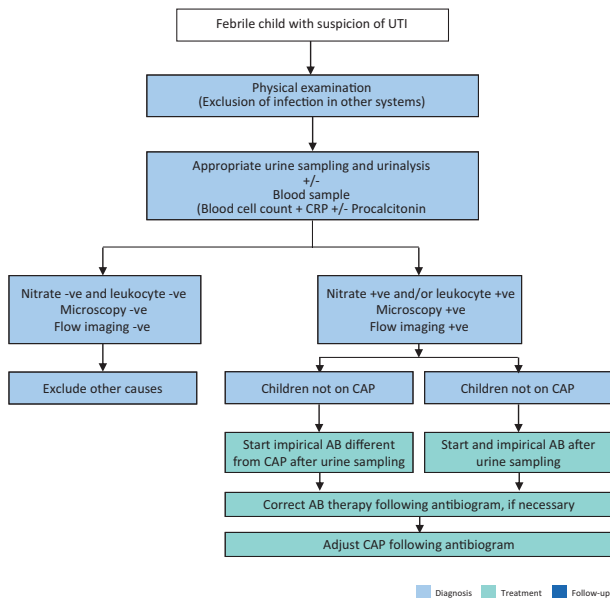 Febrile child with suspicion of UTI
Physical examination
(Exclusion of infection in other systems)
Appropriate urine sampling and urinalysis
+/-
Blood sample
(Blood cell count + CRP +/- Procalcitonin
Nitrate -ve and leukocyte -ve
Microscopy -ve
Flow imaging -ve
Nitrate +ve and/or leukocyte +ve
Microscopy +ve
Flow imaging +ve
Exclude other causes
Children not on CAP
Children not on CAP
Start impirical AB different
from CAP after urine sampling
Start and impirical AB after
urine sampling
Correct AB therapy following antibiogram, if necessary
Adjust CAP following antibiogram
Diagnosis
Treatment
Follow-up